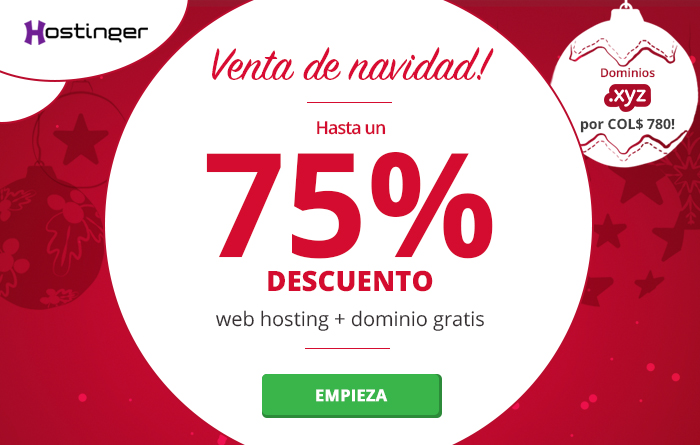 Hostinger
Venta de navidad!
Hasta un
75%
DESCUENTO
web hosting + dominio gratis
EMPIEZA
Dominios
.xyz
por COL$ 780!